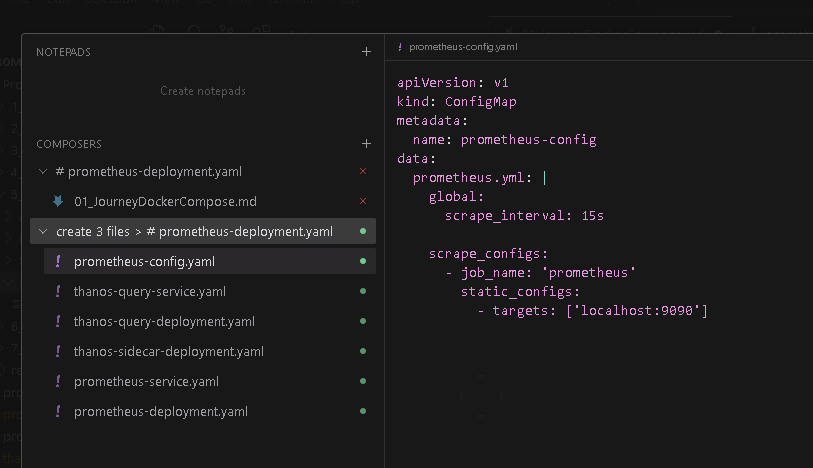 NOTEPADS
+
Create notepads
COMPOSERS
+
# prometheus-deployment.yaml
01_JourneyDockerCompose.md
create 3 files > # prometheus-deployment.yaml
! prometheus-config.yaml
! thanos-query-service.yaml
! thanos-query-deployment.yaml
! thanos-sidecar-deployment.yaml
! prometheus-service.yaml
! prometheus-deployment.yaml
! prometheus-config.yaml
apiVersion: v1
kind: ConfigMap
metadata:
  name: prometheus-config
data:
  prometheus.yml: |
    global:
      scrape_interval: 15s
    scrape_configs:
      - job_name: 'prometheus'
        static_configs:
          - targets: ['localhost:9090']